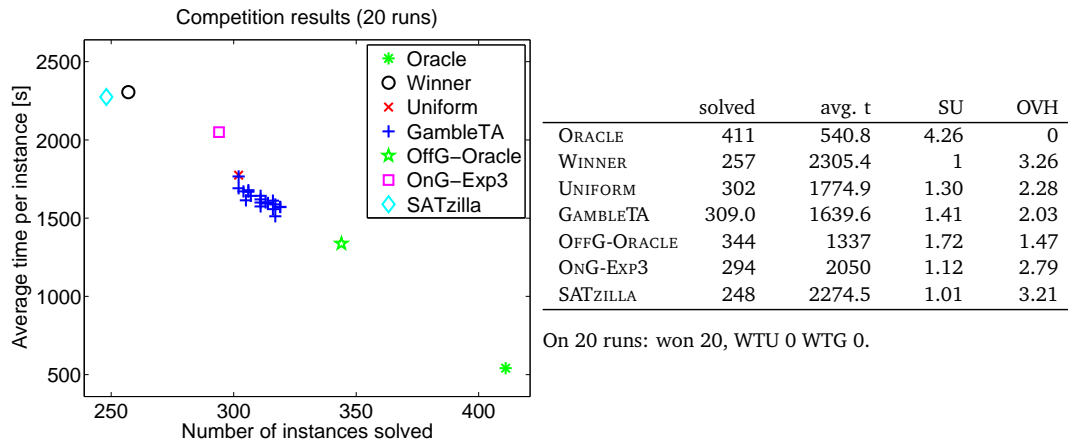 Competition results (20 runs)
Average time per instance [s]
2500
2000
1500
1000
500
250
300
350
400
Number of instances solved
Oracle
Winner
Uniform
GambleTA
OffG−Oracle
OnG−Exp3
SATzilla
solved avg. t SU OVH
ORACLE 411 540.8 4.26 0
WINNER 257 2305.4 1 3.26
UNIFORM 302 1774.9 1.30 2.28
GAMBLETA 309.0 1639.6 1.41 2.03
OFFG-ORACLE 344 1337 1.72 1.47
ONG-EXP3 294 2050 1.12 2.79
SATZILLA 248 2274.5 1.01 3.21
On 20 runs: won 20, WTU 0 WTG 0.